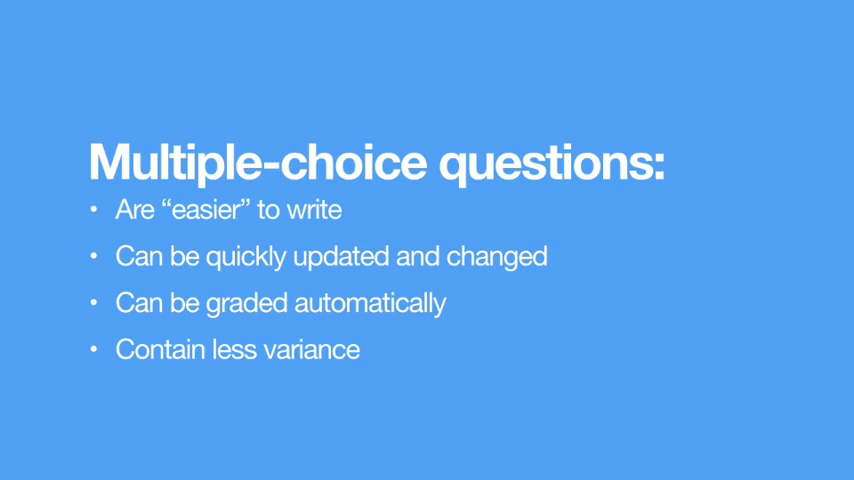 Multiple-choice questions:
• Are “easier” to write
• Can be quickly updated and changed
• Can be graded automatically
• Contain less variance